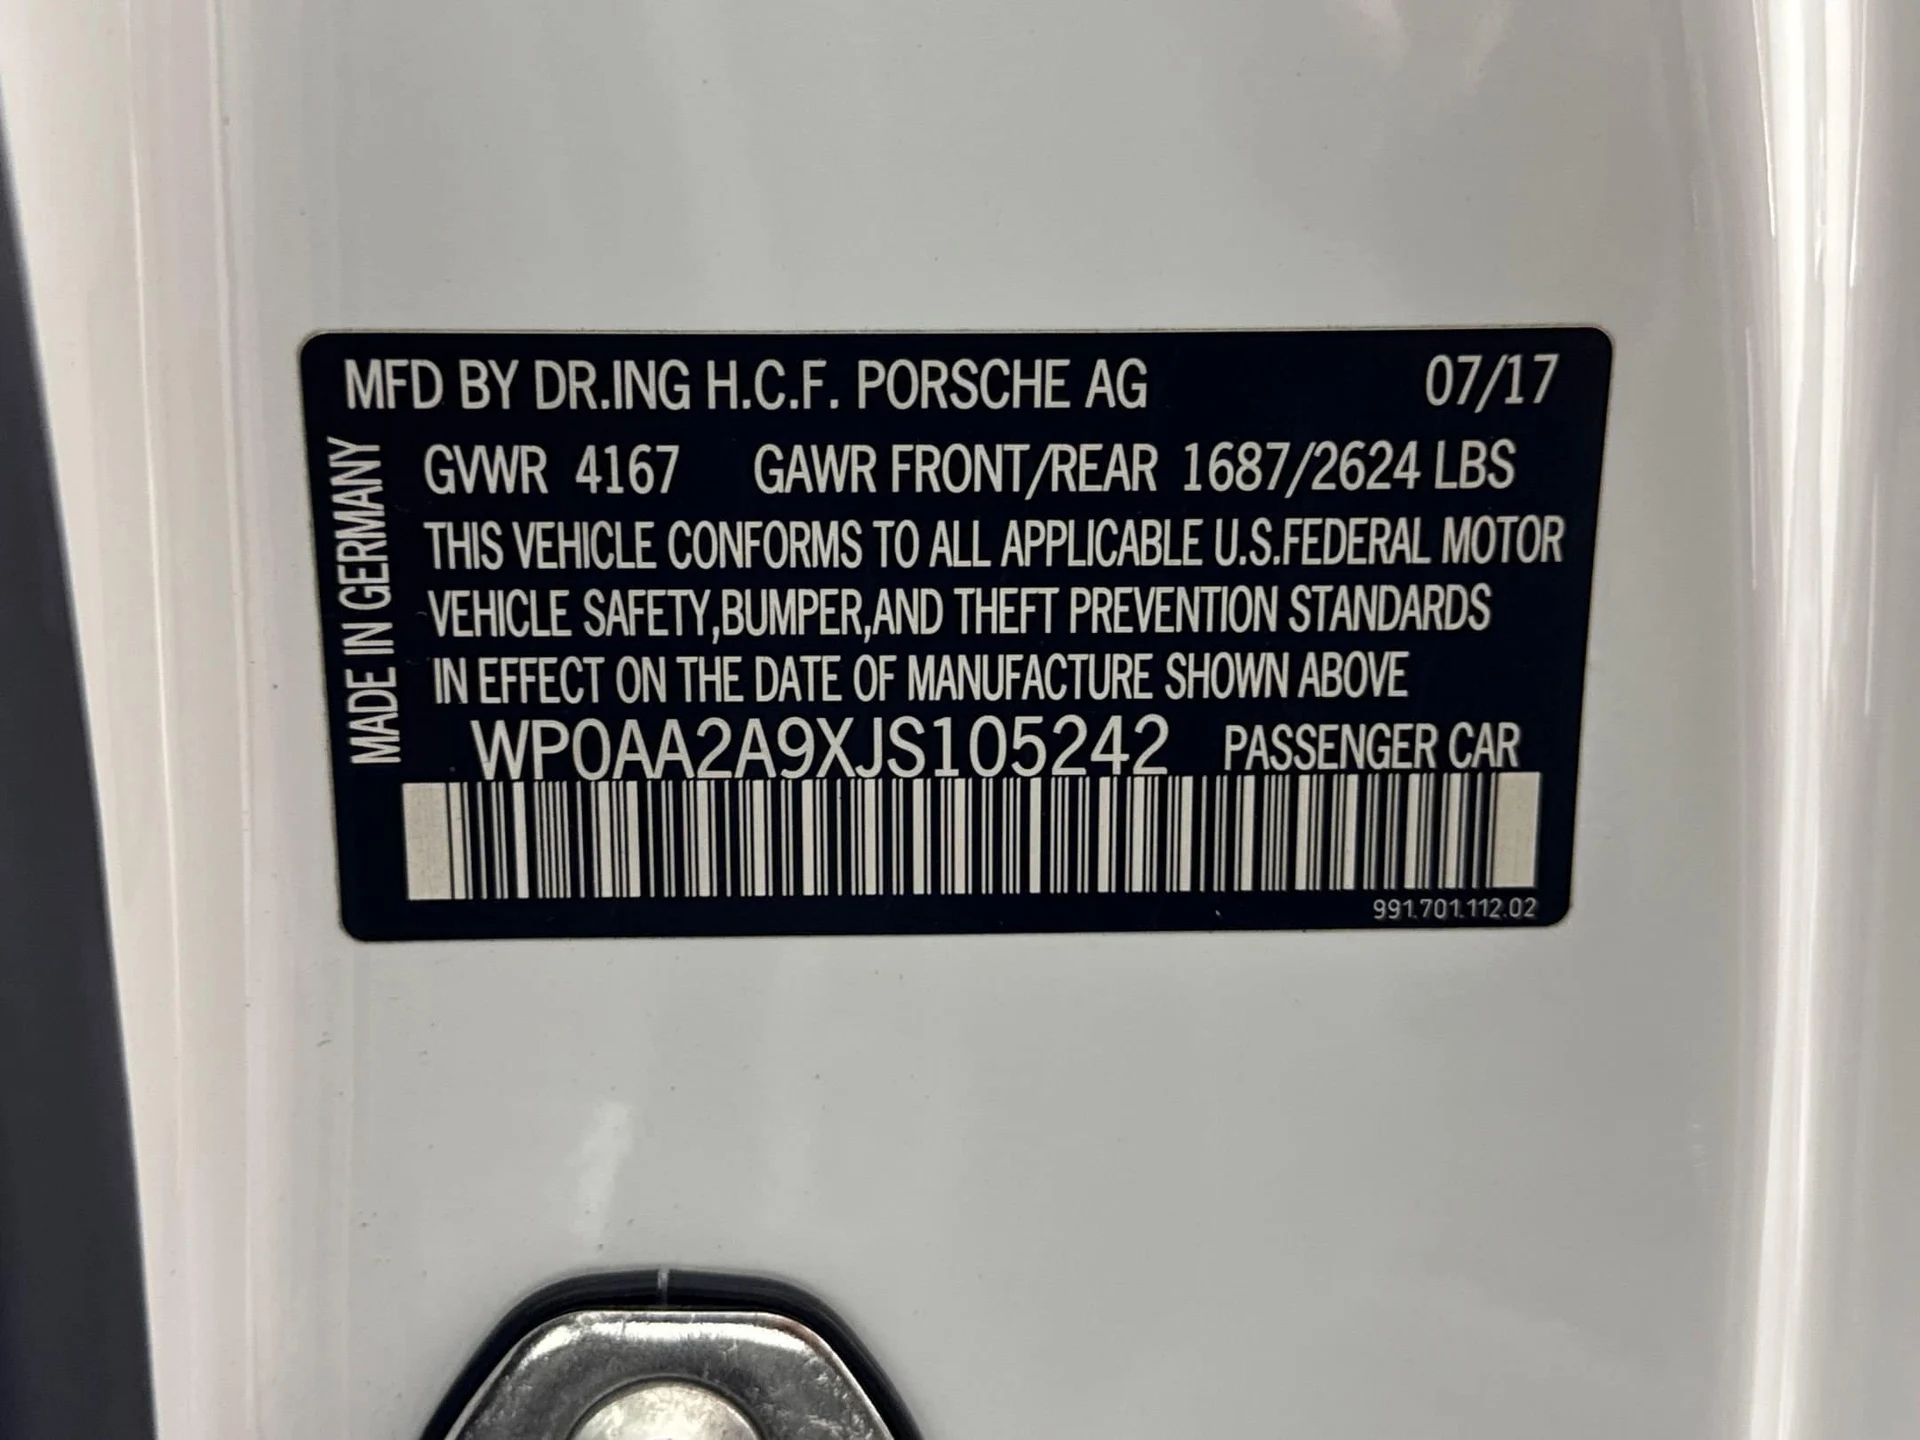 MFD BY DR.ING H.C.F. PORSCHE AG 07/17
MADE IN GERMANY
GVWR 4167 GAWR FRONT/REAR 1687/2624 LBS
THIS VEHICLE CONFORMS TO ALL APPLICABLE U.S.FEDERAL MOTOR
VEHICLE SAFETY,BUMPER,AND THEFT PREVENTION STANDARDS
IN EFFECT ON THE DATE OF MANUFACTURE SHOWN ABOVE
WP0AA2A9XJS105242 PASSENGER CAR
991.701.112.02